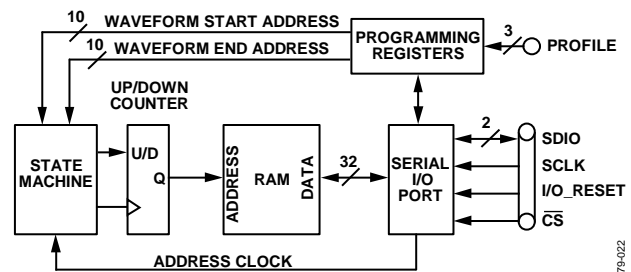 10
WAVEFORM START ADDRESS
10
WAVEFORM END ADDRESS
PROGRAMMING
REGISTERS
3
PROFILE
UP/DOWN
COUNTER
STATE
MACHINE
U/D
Q
ADDRESS
RAM
DATA
32
SERIAL
I/O
PORT
2
SDIO
SCLK
I/O_RESET
CS
ADDRESS CLOCK
79-022